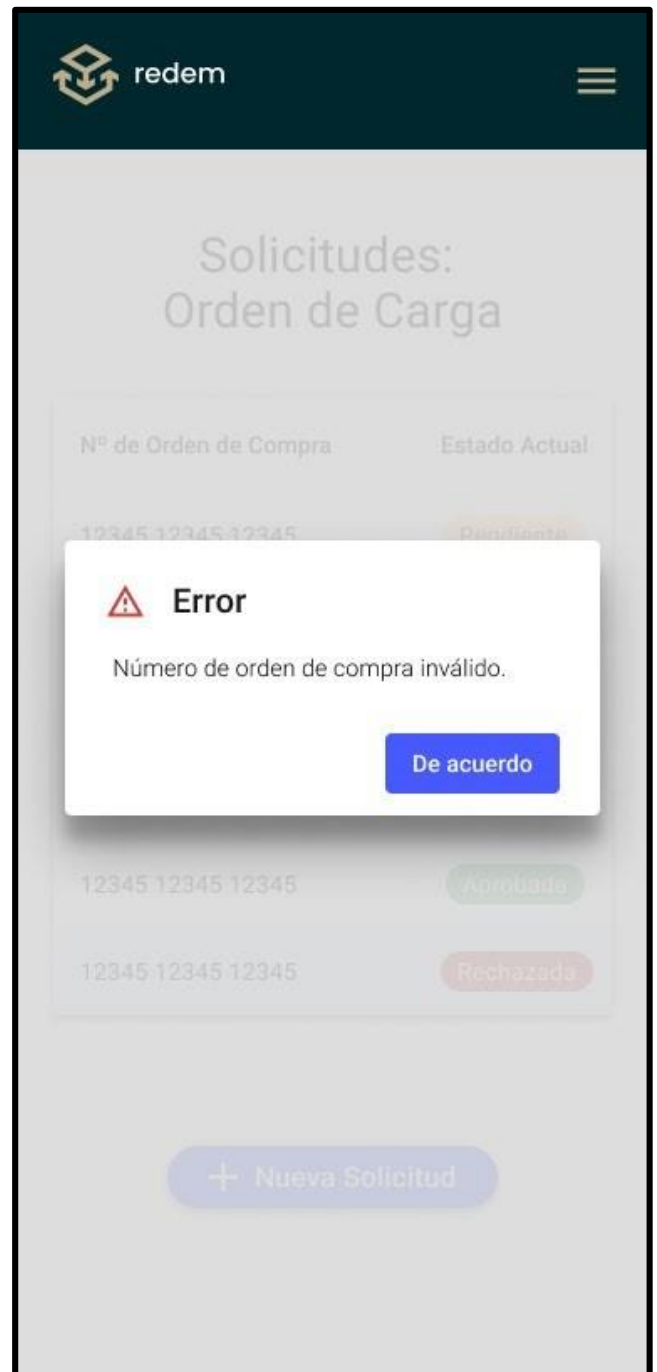 redem
Solicitudes:
Orden de Carga
Nº de Orden de Compra Estado Actual
12345 12345 12345 Pendiente
Error
Número de orden de compra inválido.
De acuerdo
12345 12345 12345 Aprobada
12345 12345 12345 Rechazada
+ Nueva Solicitud